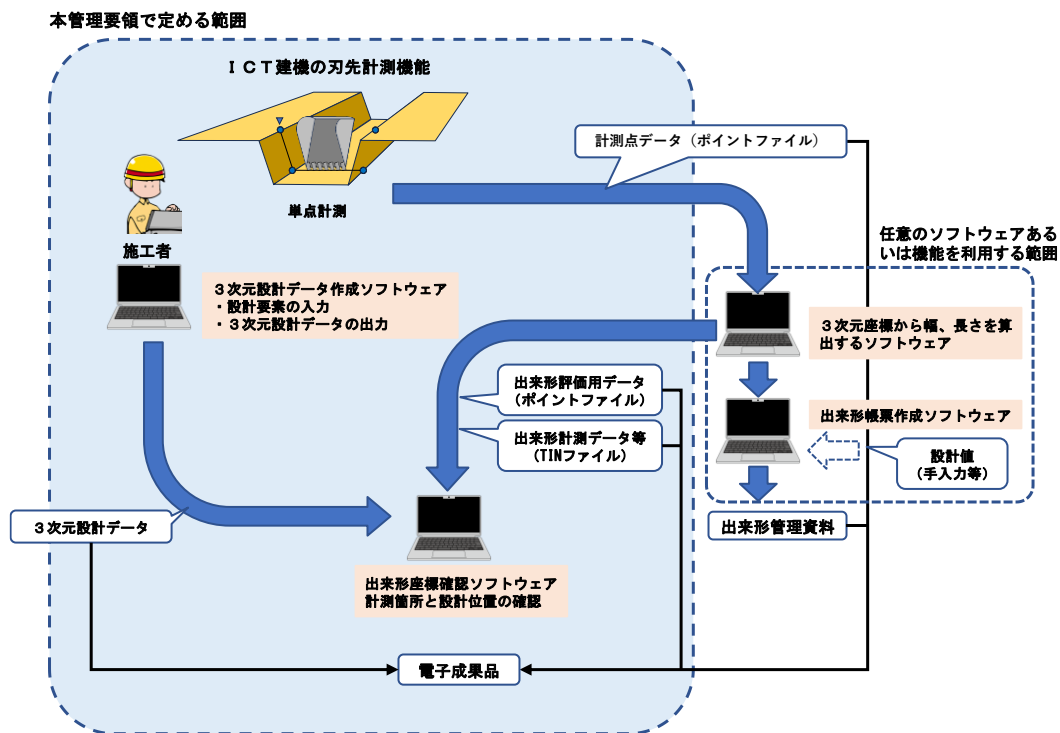 本管理要領で定める範囲
ＩＣＴ建機の刃先計測機能
単点計測
計測点データ（ポイントファイル）
施工者
３次元設計データ作成ソフトウェア
・設計要素の入力
・３次元設計データの出力
任意のソフトウェアある
いは機能を利用する範囲
３次元座標から幅、長さを算
出するソフトウェア
出来形評価用データ
（ポイントファイル）
出来形計測データ等
（TINファイル）
出来形帳票作成ソフトウェア
設計値
（手入力等）
３次元設計データ
出来形管理資料
出来形座標確認ソフトウェア
計測箇所と設計位置の確認
電子成果品